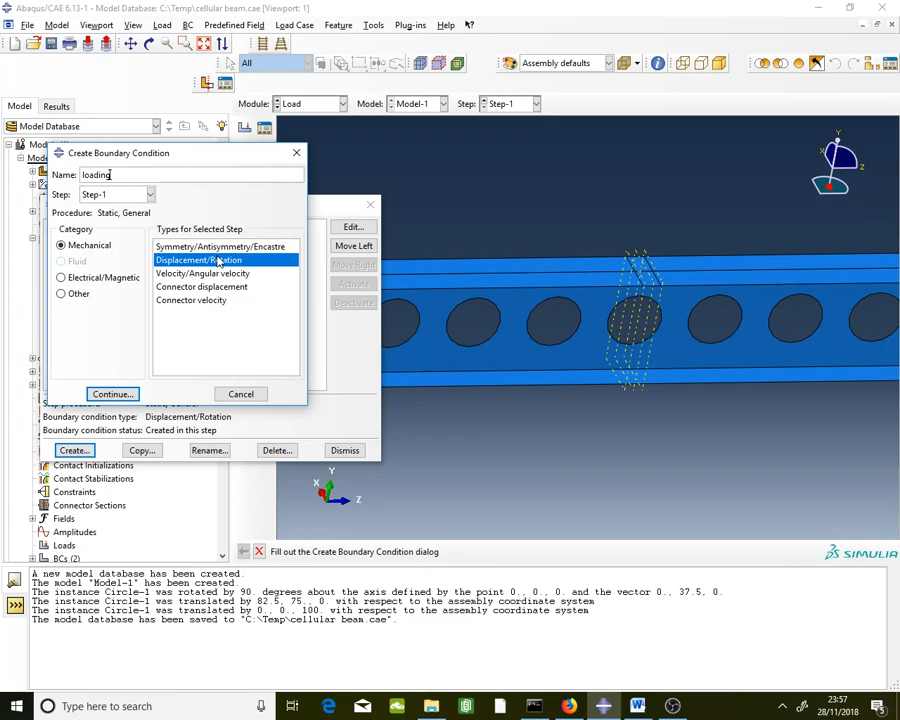 Abaqus/CAE 6.13-1 - Model Database: C:\Temp\cellular beam.cae [Viewport: 1]
File Model Viewport View Load BC Predefined Field Load Case Feature Tools Plug-ins Help
All
Assembly defaults
Model Results
Module: Load Model: Model-1 Step: Step-1
Model Database
Create Boundary Condition
Name: loading
Step: Step-1
Procedure: Static, General
Category
Mechanical
Fluid
Electrical/Magnetic
Other
Types for Selected Step
Symmetry/Antisymmetry/Encastre
Displacement/Rotation
Velocity/Angular velocity
Connector displacement
Connector velocity
Continue... Cancel
Edit...
Move Left
Move Right
Activate
Deactivate
Boundary condition type: Displacement/Rotation
Boundary condition status: Created in this step
Create... Copy... Rename... Delete... Dismiss
Contact Initializations
Contact Stabilizations
Constraints
Connector Sections
Fields
Amplitudes
Loads
BCs (2)
Y
X
Z
Y
X
Z
Fill out the Create Boundary Condition dialog
SIMULIA
A new model database has been created.
The model "Model-1" has been created.
The instance Circle-1 was rotated by 90. degrees about the axis defined by the point 0., 0., 0. and the vector 0., 37.5, 0.
The instance Circle-1 was translated by 82.5, 75., 0. with respect to the assembly coordinate system
The instance Circle-1 was translated by 0., 0., 100. with respect to the assembly coordinate system
The model database has been saved to "C:\Temp\cellular beam.cae".
Type here to search
23:57
28/11/2018
5